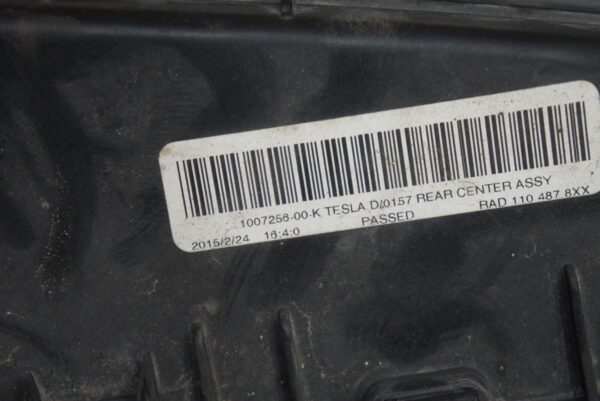 1007256-00-K TESLA D/0157 REAR CENTER ASSY
2015/2/24 16:4:0 PASSED RAD 110 487 8XX